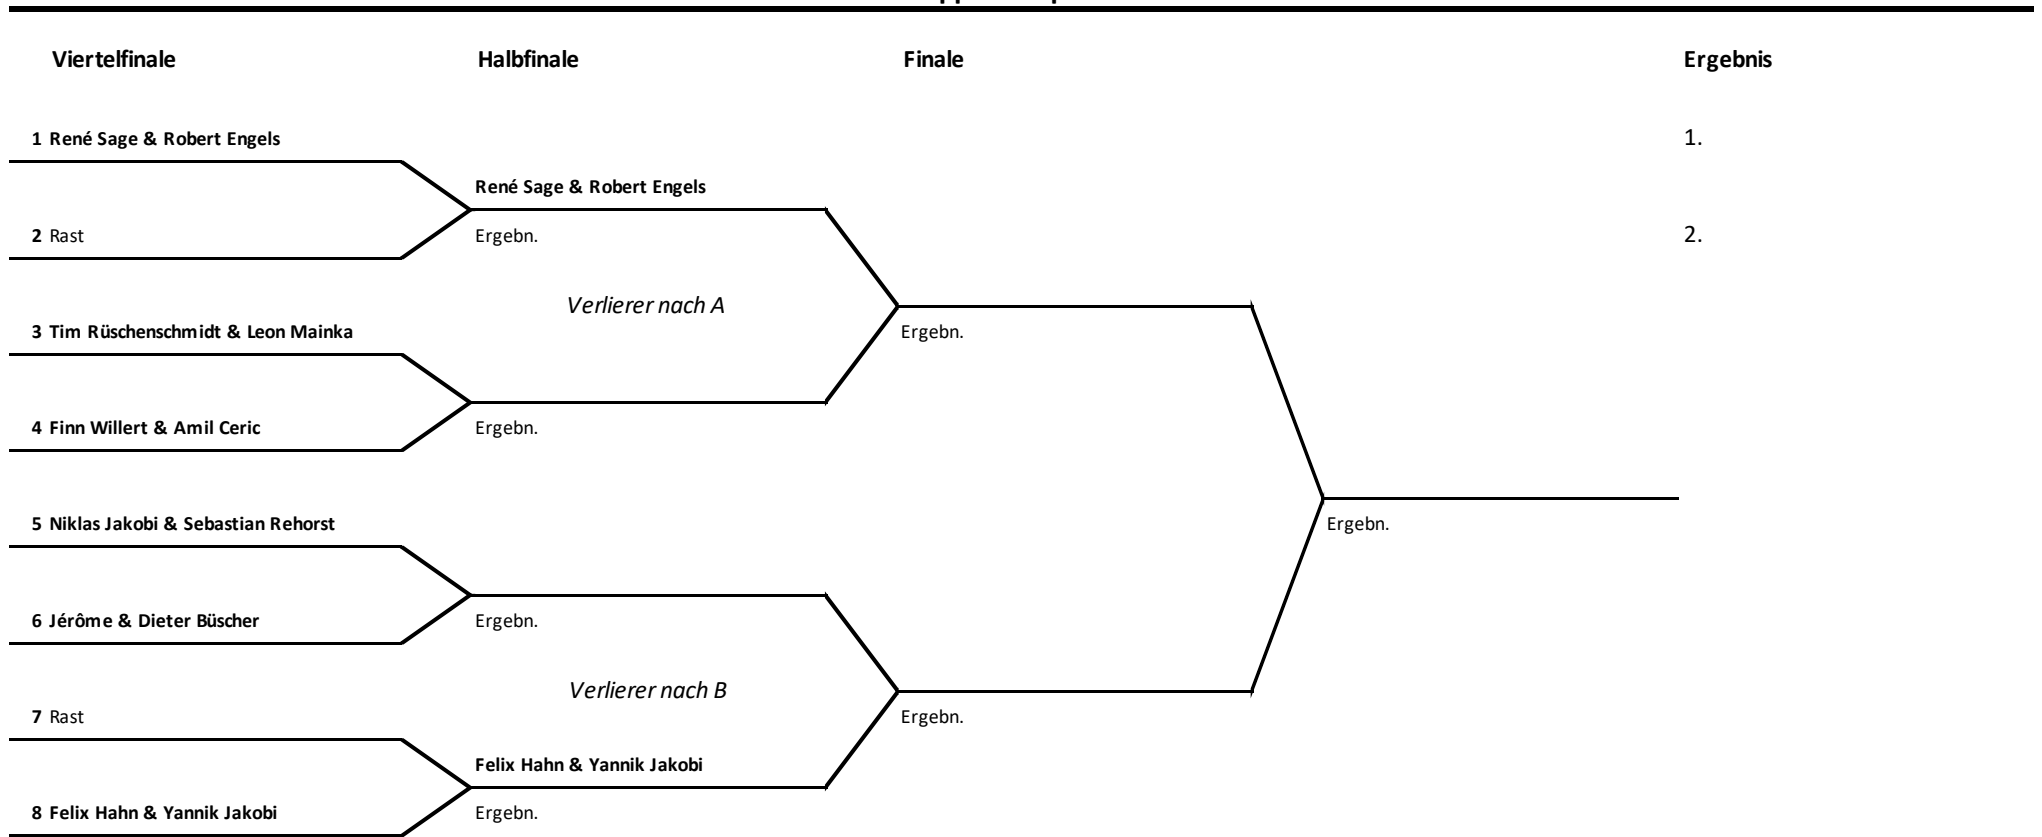 Viertelfinale Halbfinale Finale Ergebnis
1 René Sage & Robert Engels 1.
René Sage & Robert Engels
2 Rast Ergebn. 2.
Verlierer nach A
3 Tim Rüschenschmidt & Leon Mainka Ergebn.
4 Finn Willert & Amil Ceric Ergebn.
5 Niklas Jakobi & Sebastian Rehorst Ergebn.
6 Jérôme & Dieter Büscher Ergebn.
Verlierer nach B
7 Rast Ergebn.
Felix Hahn & Yannik Jakobi
8 Felix Hahn & Yannik Jakobi Ergebn.